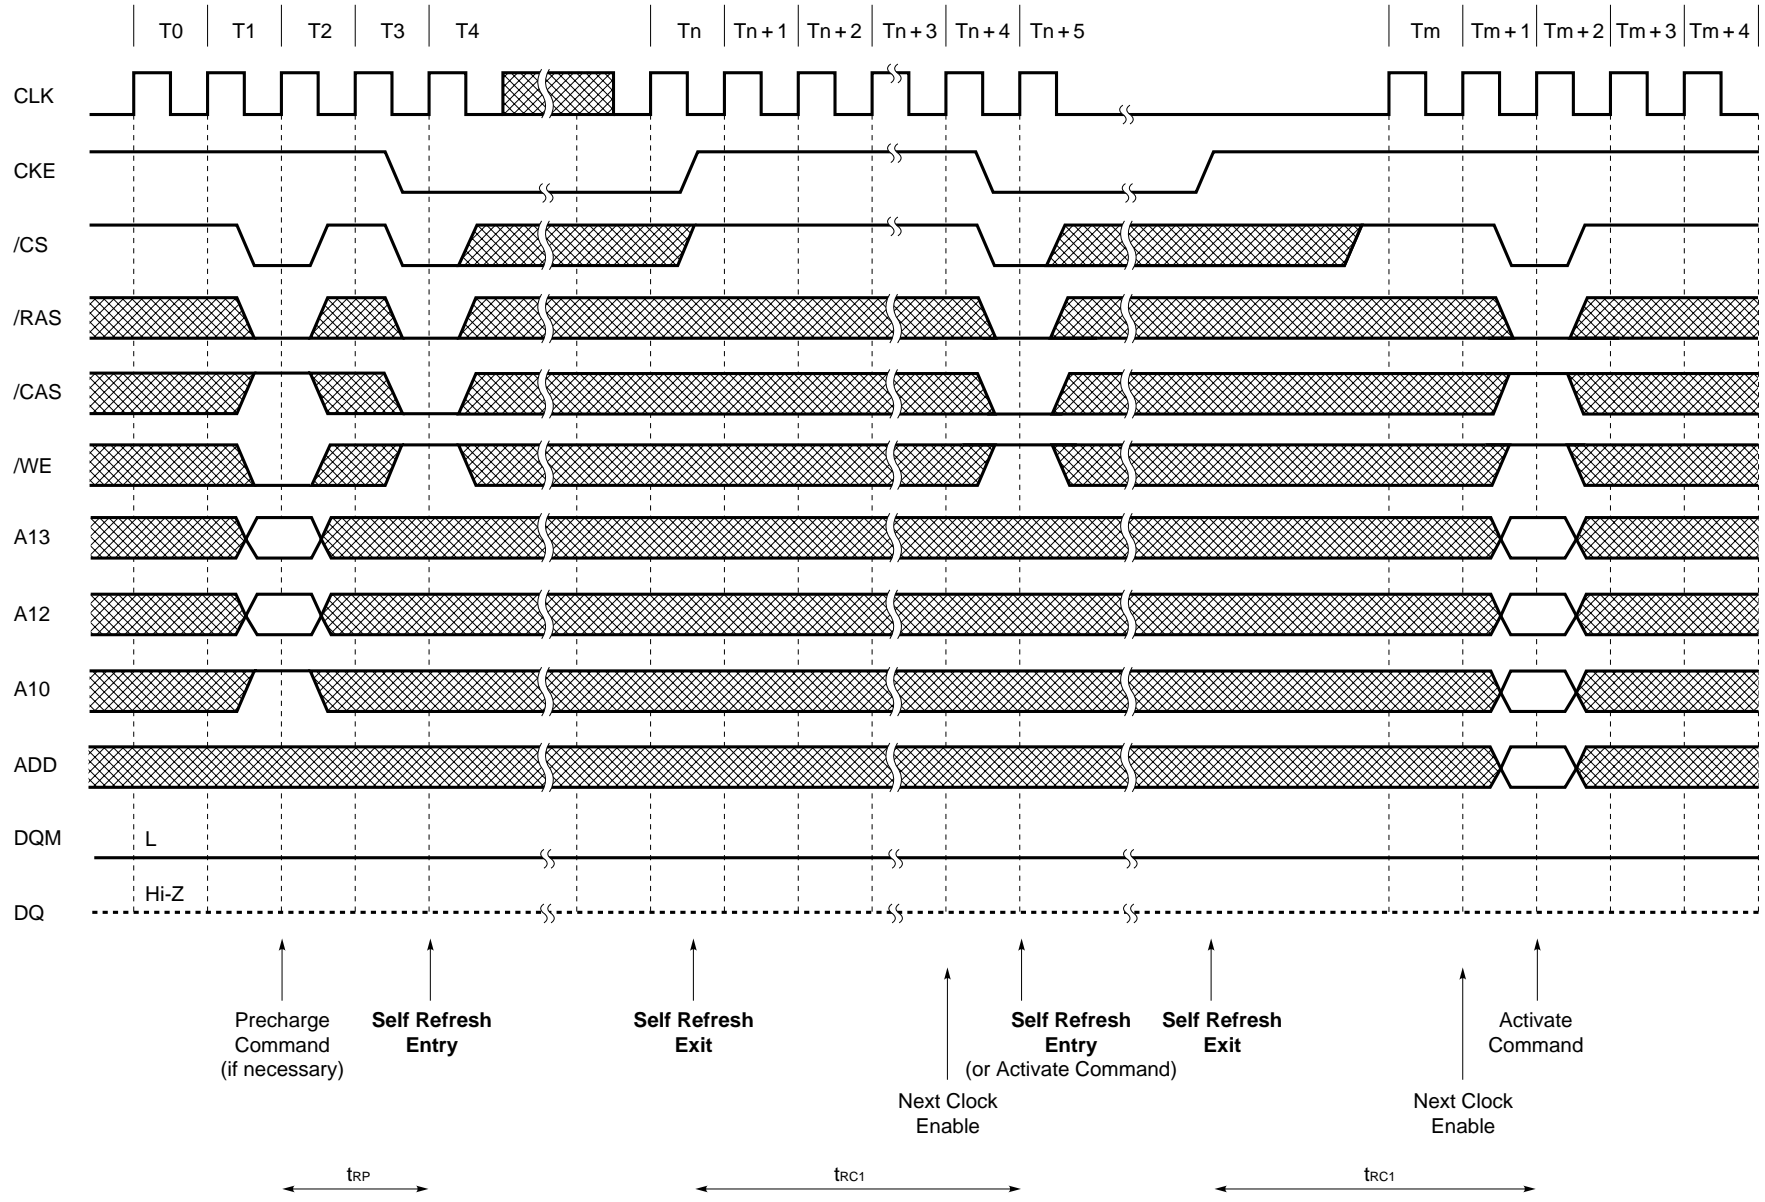 T0 T1 T2 T3 T4 Tn Tn + 1 Tn + 2 Tn + 3 Tn + 4 Tn + 5 Tm Tm + 1 Tm + 2 Tm + 3 Tm + 4
CLK
CKE
/CS
/RAS
/CAS
/WE
A13
A12
A10
ADD
DQM L
Hi-Z
DQ
Precharge
Command
(if necessary)
Self Refresh
Entry
Self Refresh
Exit
Next Clock
Enable
Self Refresh
Entry
(or Activate Command)
Self Refresh
Exit
Next Clock
Enable
Activate
Command
tRP tRC1 tRC1